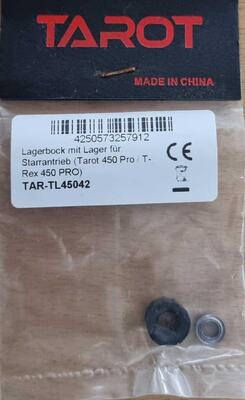 TAROT
MADE IN CHINA
4250573257912
Lagerbock mit Lager für
Starrantrieb (Tarot 450 Pro / T-
Rex 450 PRO)
TAR-TL45042
CE